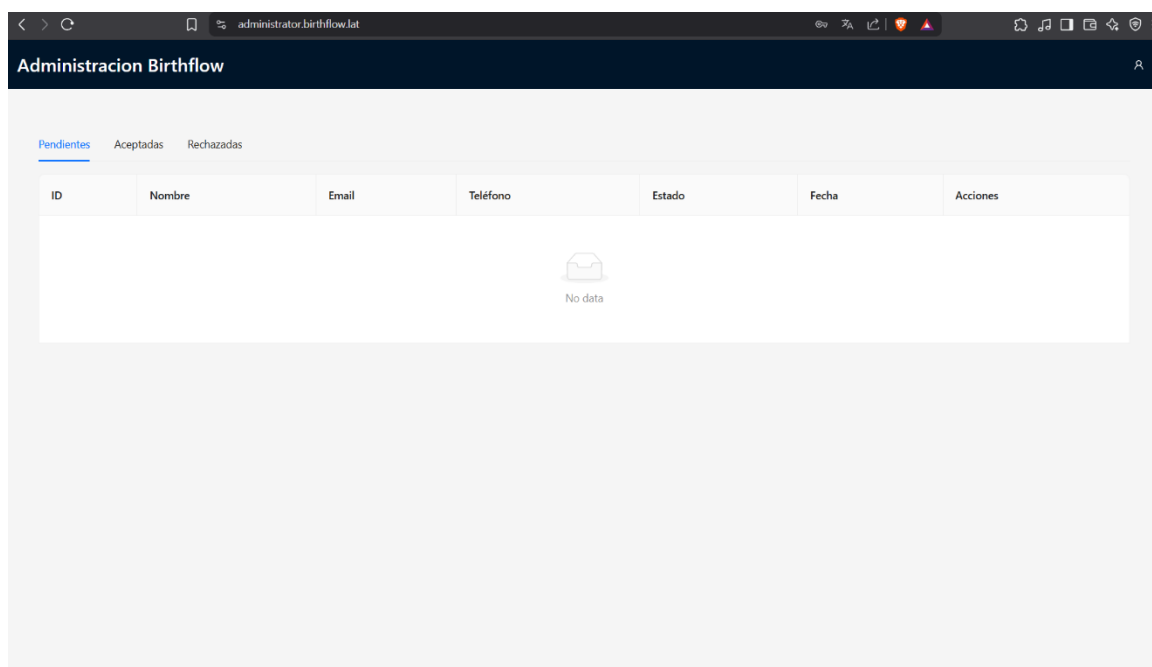 administrator.birthflow.lat
Administracion Birthflow
Pendientes Aceptadas Rechazadas
ID Nombre Email Teléfono Estado Fecha Acciones
No data